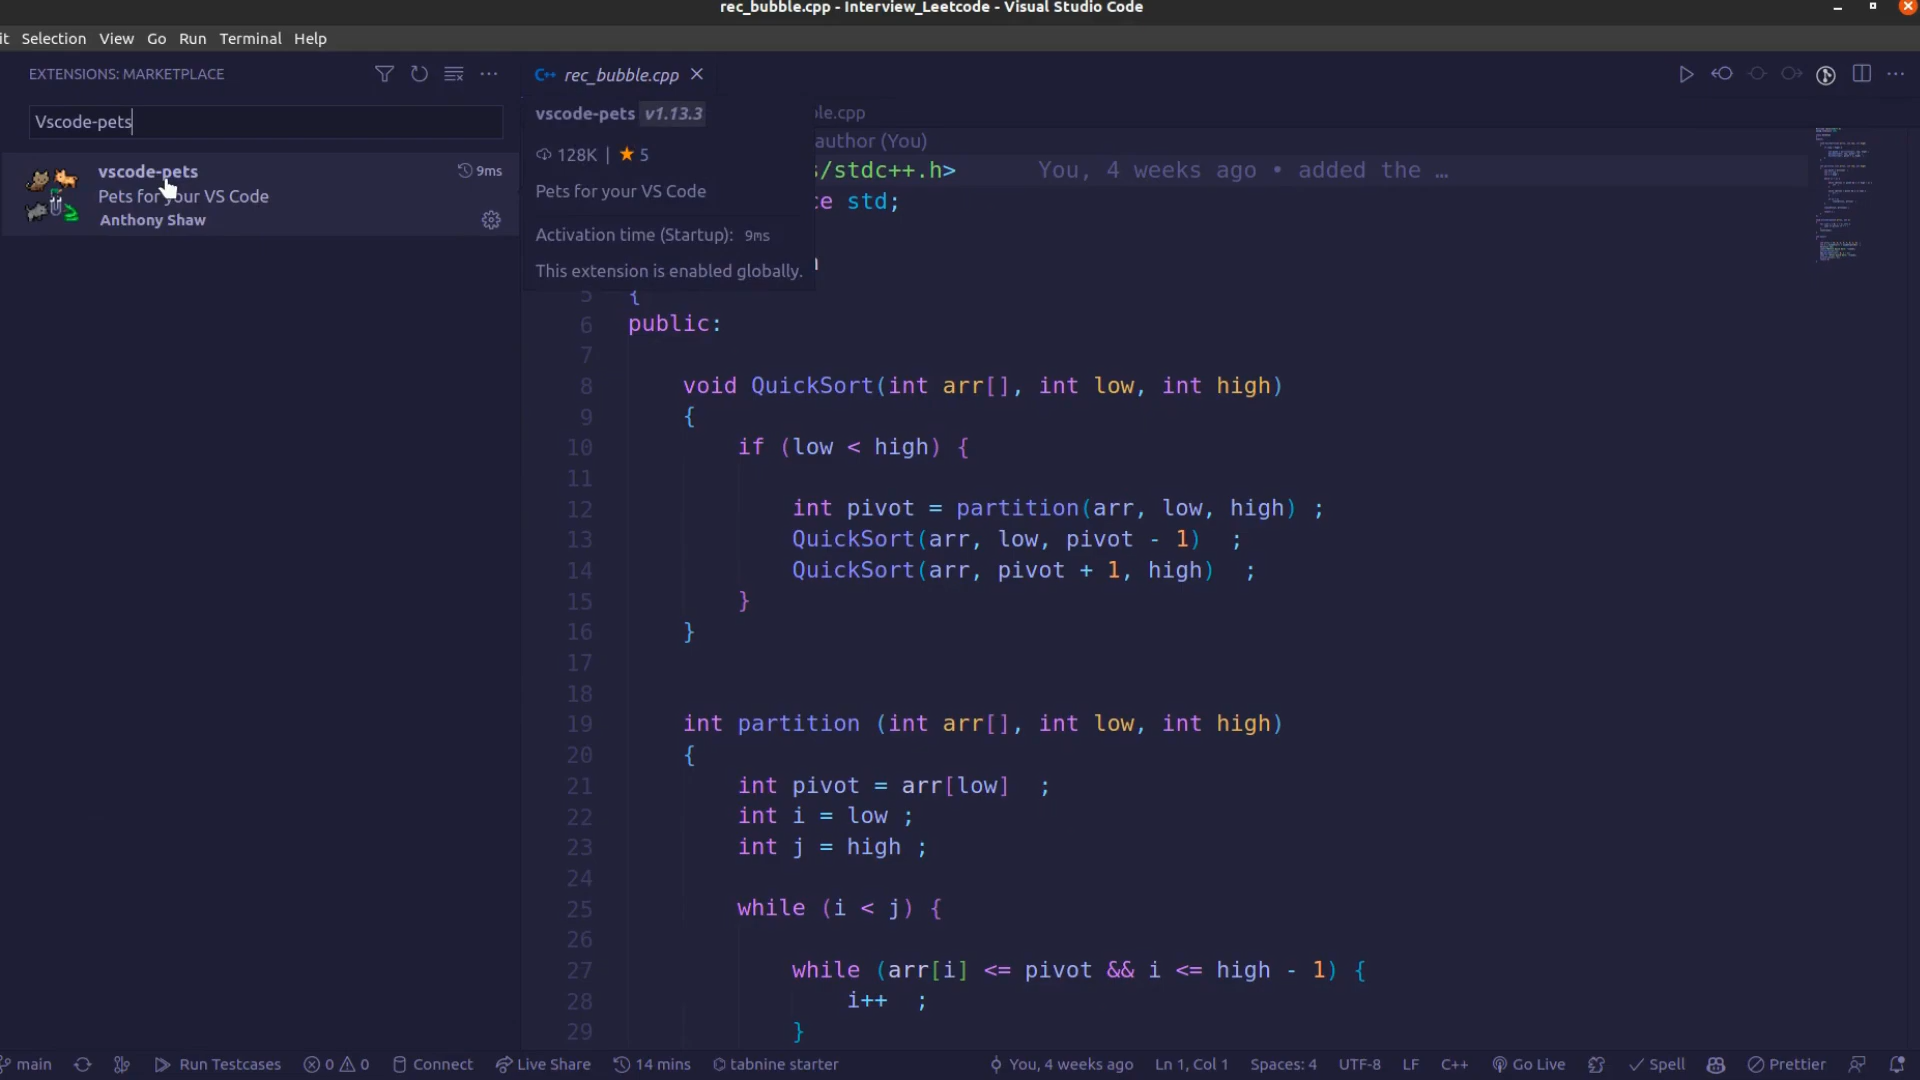 rec_bubble.cpp - Interview_Leetcode - Visual Studio Code
it Selection View Go Run Terminal Help
EXTENSIONS: MARKETPLACE
Vscode-pets
vscode-pets
9ms
Pets for your VS Code
Anthony Shaw
C++ rec_bubble.cpp
vscode-pets v1.13.3
128K | ★ 5
Pets for your VS Code
Activation time (Startup): 9ms
This extension is enabled globally.
ble.cpp
author (You)
s/stdc++.h> You, 4 weeks ago • added the …
ce std;
n
5 {
6 public:
7
8 void QuickSort(int arr[], int low, int high)
9 {
10 if (low < high) {
11
12 int pivot = partition(arr, low, high) ;
13 QuickSort(arr, low, pivot - 1) ;
14 QuickSort(arr, pivot + 1, high) ;
15 }
16 }
17
18
19 int partition (int arr[], int low, int high)
20 {
21 int pivot = arr[low] ;
22 int i = low ;
23 int j = high ;
24
25 while (i < j) {
26
27 while (arr[i] <= pivot && i <= high - 1) {
28 i++ ;
29 }
main Run Testcases 0 0 Connect Live Share 14 mins tabnine starter You, 4 weeks ago Ln 1, Col 1 Spaces: 4 UTF-8 LF C++ Go Live Spell Prettier